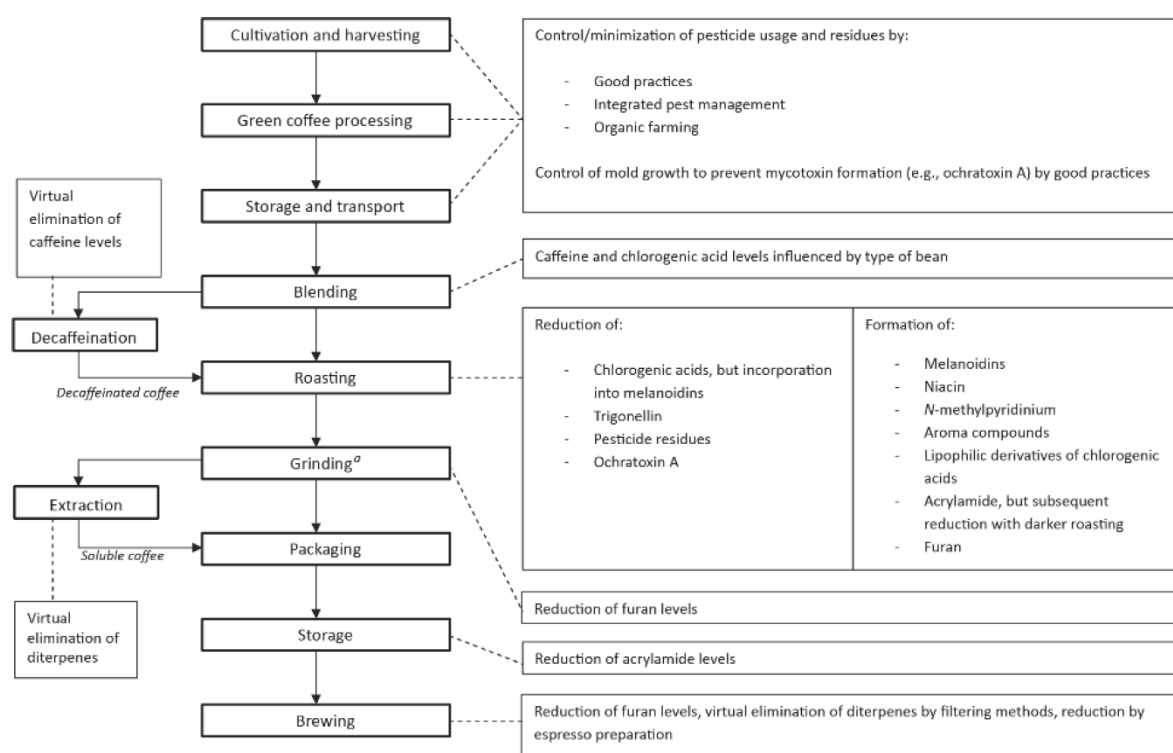 Cultivation and harvesting
Control/minimization of pesticide usage and residues by:
- Good practices
- Integrated pest management
- Organic farming
Control of mold growth to prevent mycotoxin formation (e.g., ochratoxin A) by good practices
Green coffee processing
Storage and transport
Virtual
elimination of
caffeine levels
Caffeine and chlorogenic acid levels influenced by type of bean
Blending
Decaffeination
Decaffeinated coffee
Roasting
Reduction of:
- Chlorogenic acids, but incorporation
into melanoidins
- Trigonellin
- Pesticide residues
- Ochratoxin A
Formation of:
- Melanoidins
- Niacin
- N-methylpyridinium
- Aroma compounds
- Lipophilic derivatives of chlorogenic
acids
- Acrylamide, but subsequent
reduction with darker roasting
- Furan
Grindingᵃ
Extraction
Soluble coffee
Packaging
Reduction of furan levels
Virtual
elimination of
diterpenes
Storage
Reduction of acrylamide levels
Brewing
Reduction of furan levels, virtual elimination of diterpenes by filtering methods, reduction by
espresso preparation